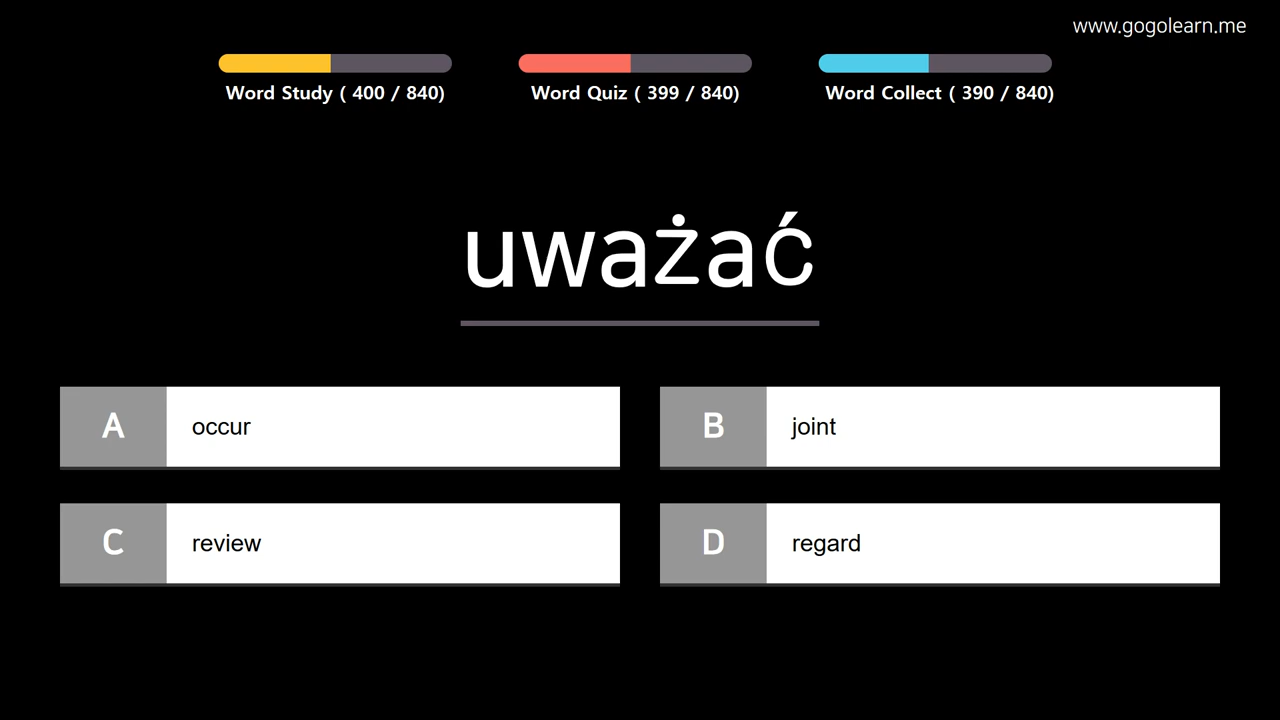 www.gogolearn.me
Word Study ( 400 / 840)
Word Quiz ( 399 / 840)
Word Collect ( 390 / 840)
uważać
A occur
B joint
C review
D regard